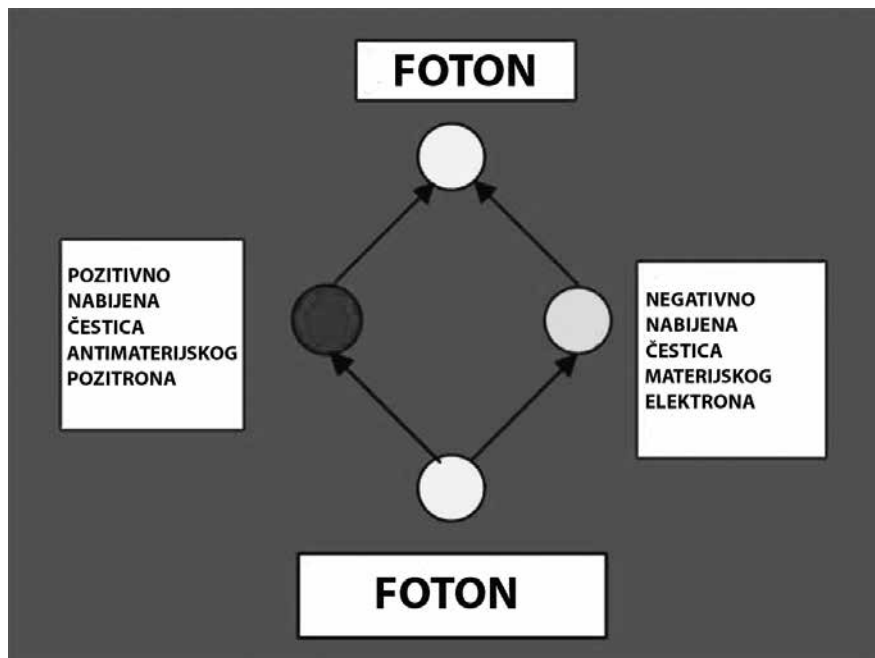 FOTON
POZITIVNO
NABIJENA
ČESTICA
ANTIMATERIJSKOG
POZITRONA
NEGATIVNO
NABIJENA
ČESTICA
MATERIJSKOG
ELEKTRONA
FOTON